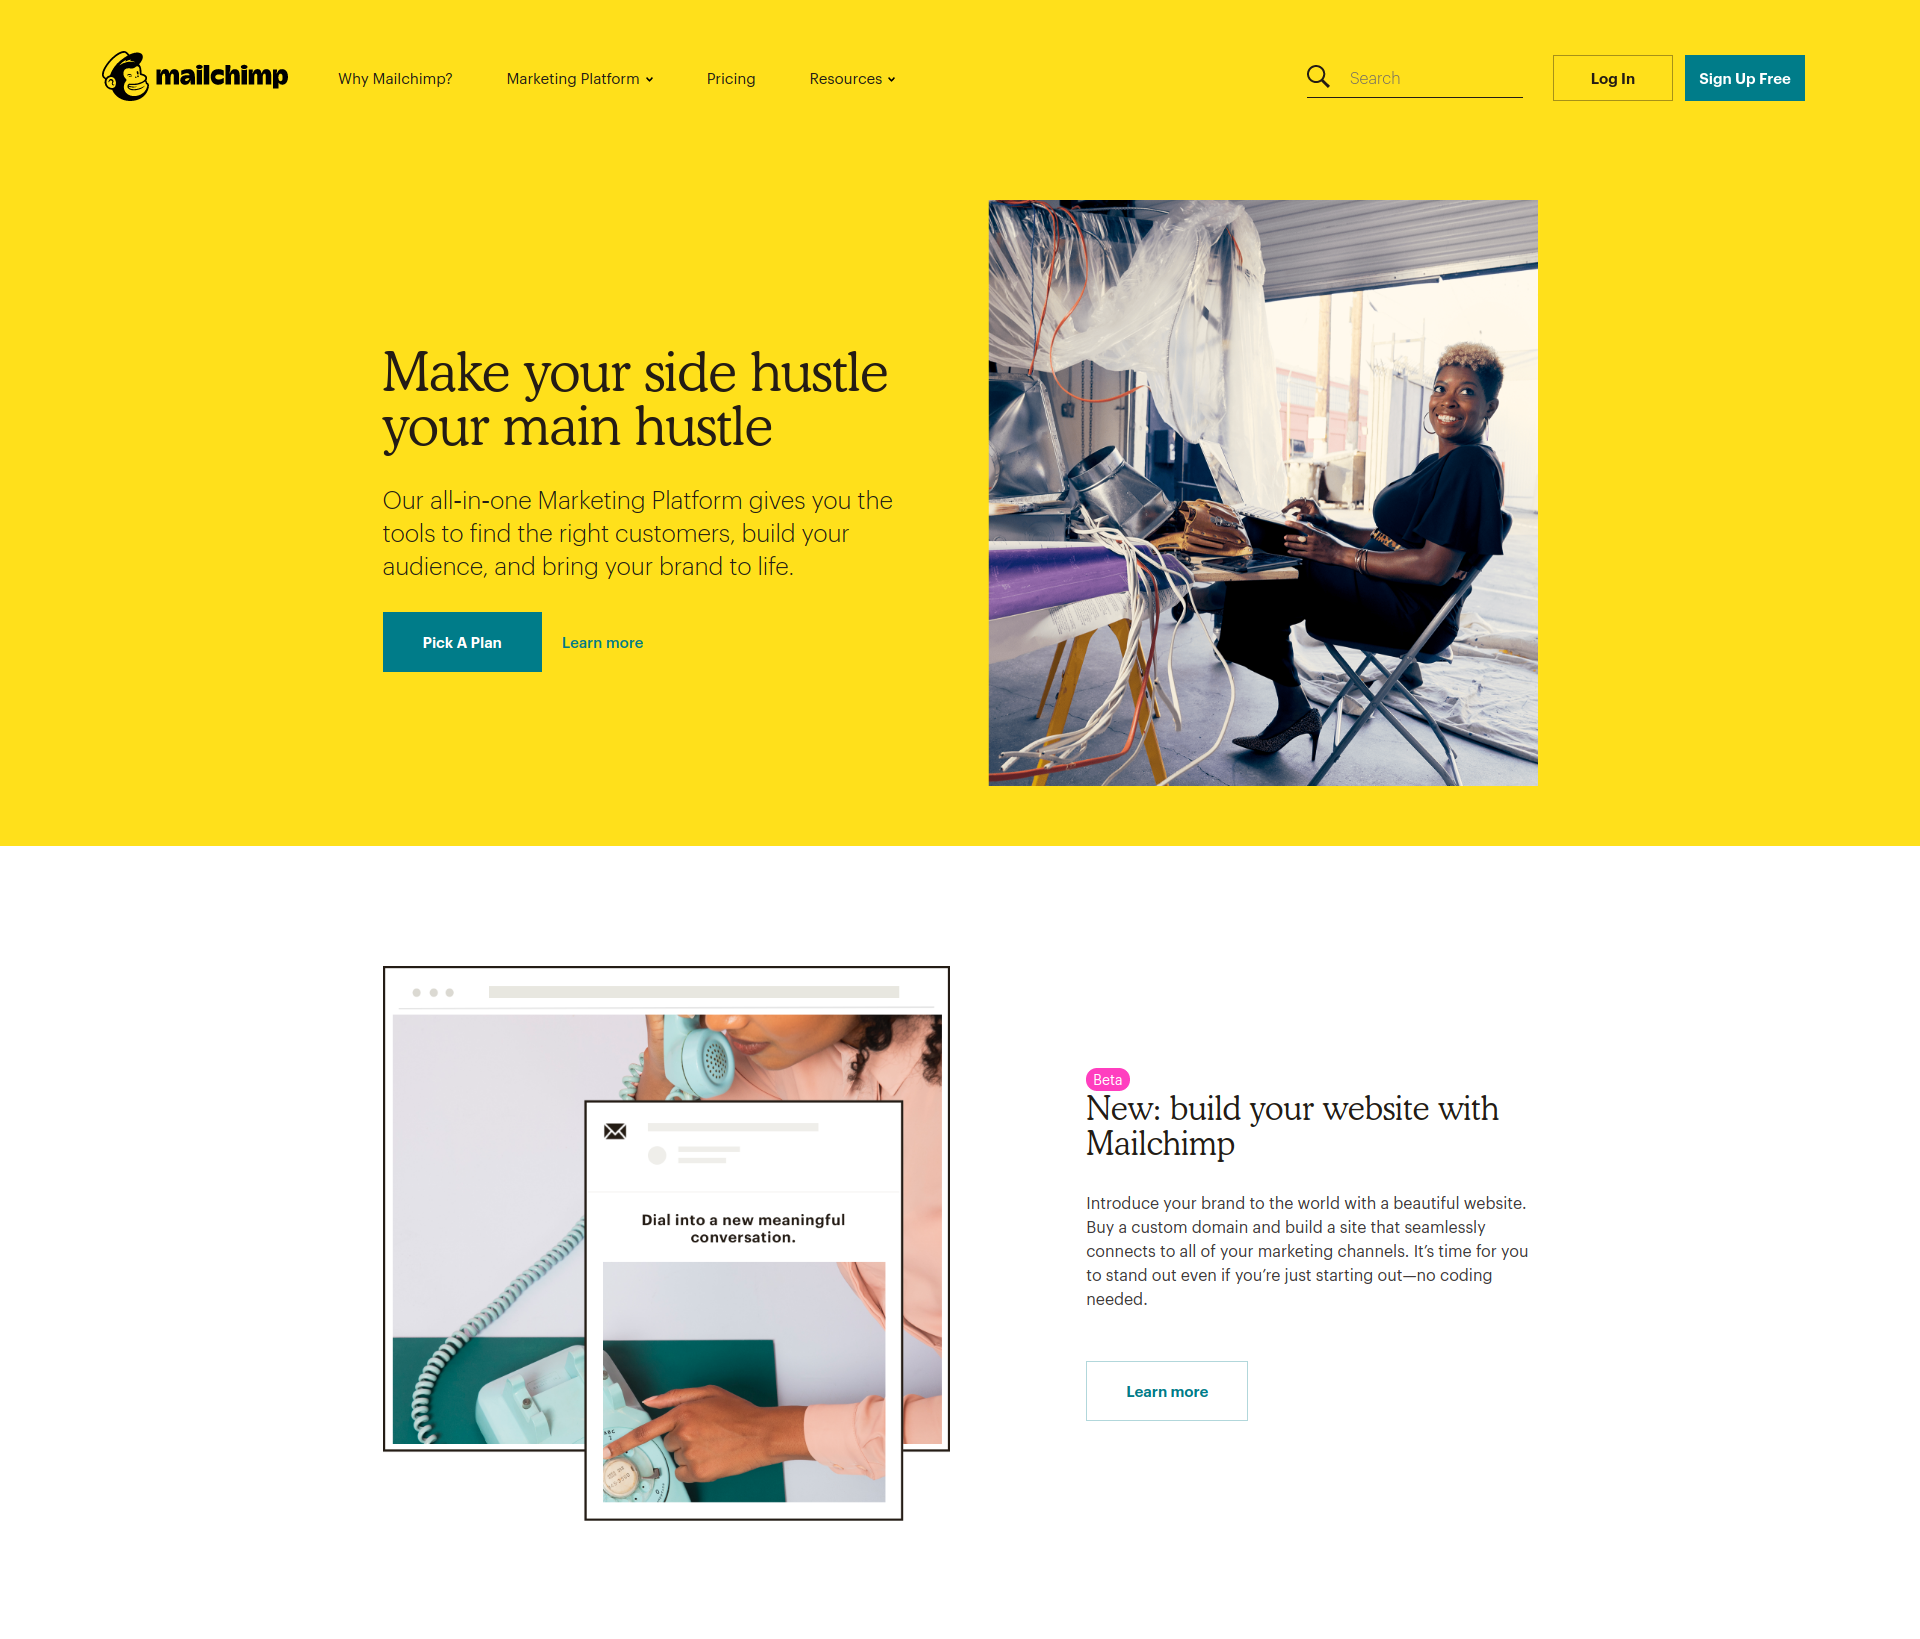 mailchimp
Why Mailchimp?
Marketing Platform
Pricing
Resources
Search
Log In
Sign Up Free
Make your side hustle
your main hustle
Our all-in-one Marketing Platform gives you the
tools to find the right customers, build your
audience, and bring your brand to life.
Pick A Plan
Learn more
Dial into a new meaningful
conversation.
Beta
New: build your website with
Mailchimp
Introduce your brand to the world with a beautiful website.
Buy a custom domain and build a site that seamlessly
connects to all of your marketing channels. It’s time for you
to stand out even if you’re just starting out—no coding
needed.
Learn more